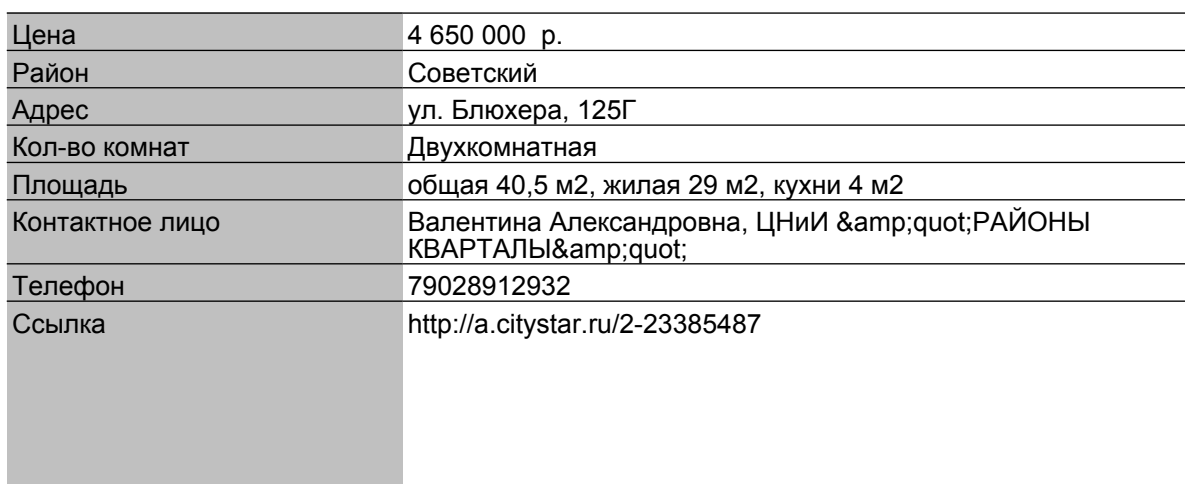 Цена 4 650 000 р.
Район Советский
Адрес ул. Блюхера, 125Г
Кол-во комнат Двухкомнатная
Площадь общая 40,5 м2, жилая 29 м2, кухни 4 м2
Контактное лицо Валентина Александровна, ЦНиИ &amp;quot;РАЙОНЫ
КВАРТАЛЫ&amp;quot;
Телефон 79028912932
Ссылка http://a.citystar.ru/2-23385487